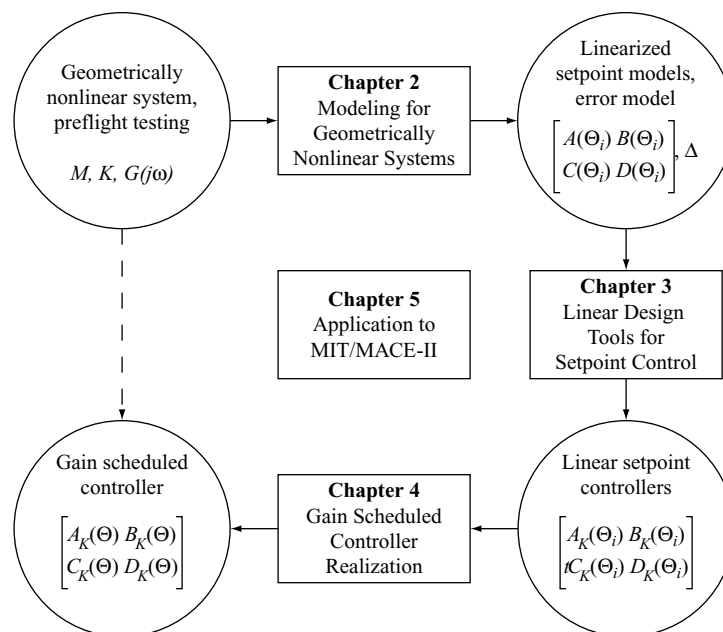 Geometrically
nonlinear system,
preflight testing
M, K, G(jω)
Chapter 2
Modeling for
Geometrically
Nonlinear Systems
Linearized
setpoint models,
error model
[A(Θi) B(Θi)
C(Θi) D(Θi)], Δ
Chapter 5
Application to
MIT/MACE-II
Chapter 3
Linear Design
Tools for
Setpoint Control
Gain scheduled
controller
[AK(Θ) BK(Θ)
CK(Θ) DK(Θ)]
Chapter 4
Gain Scheduled
Controller
Realization
Linear setpoint
controllers
[AK(Θi) BK(Θi)
tCK(Θi) DK(Θi)]